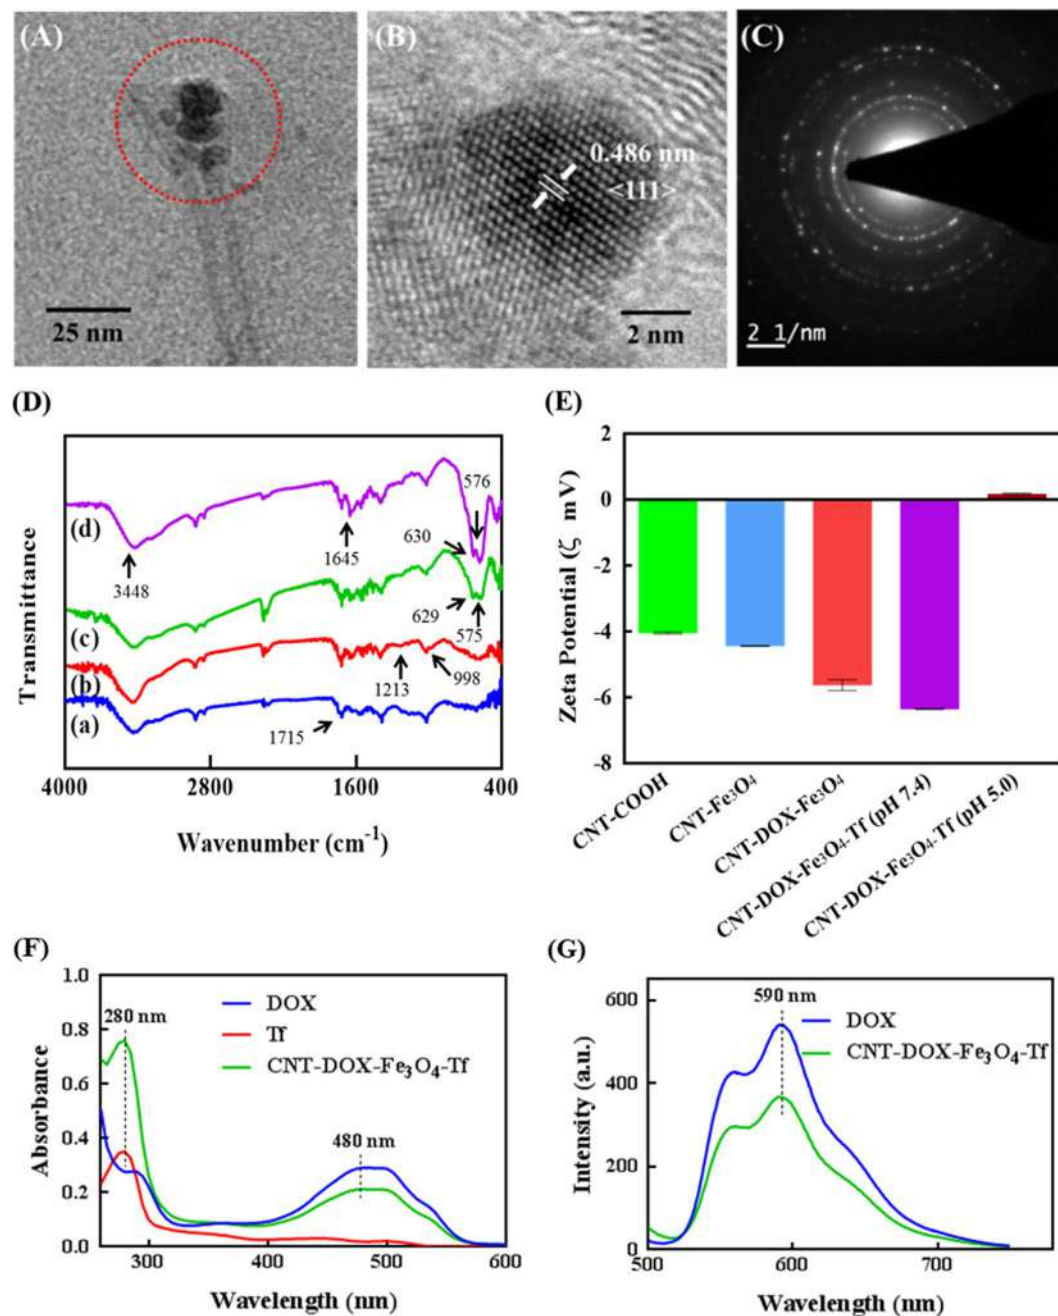 (A)
25 nm
(B)
0.486 nm
<111>
2 nm
(C)
2 1/nm
(D)
Transmittance
(d)
3448
1645
630
576
(c)
629
575
(b)
1213
998
(a)
1715
4000 2800 1600 400
Wavenumber (cm⁻¹)
(E)
Zeta Potential (ζ mV)
2
0
-2
-4
-6
-8
CNT-COOH
CNT-Fe₃O₄
CNT-DOX-Fe₃O₄
CNT-DOX-Fe₃O₄-Tf (pH 7.4)
CNT-DOX-Fe₃O₄-Tf (pH 5.0)
(F)
Absorbance
1.0
0.8
0.6
0.4
0.2
0.0
280 nm
DOX
Tf
CNT-DOX-Fe₃O₄-Tf
480 nm
300 400 500 600
Wavelength (nm)
(G)
Intensity (a.u.)
600
400
200
0
590 nm
DOX
CNT-DOX-Fe₃O₄-Tf
500 600 700
Wavelength (nm)